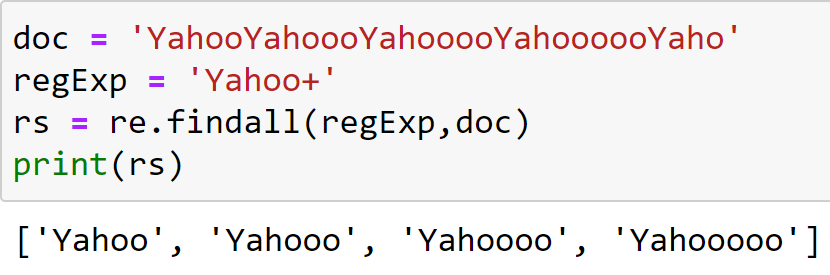 doc = 'YahooYahoooYahooooYahoooooYaho'
regExp = 'Yahoo+'
rs = re.findall(regExp,doc)
print(rs)
['Yahoo', 'Yahooo', 'Yahoooo', 'Yahooooo']